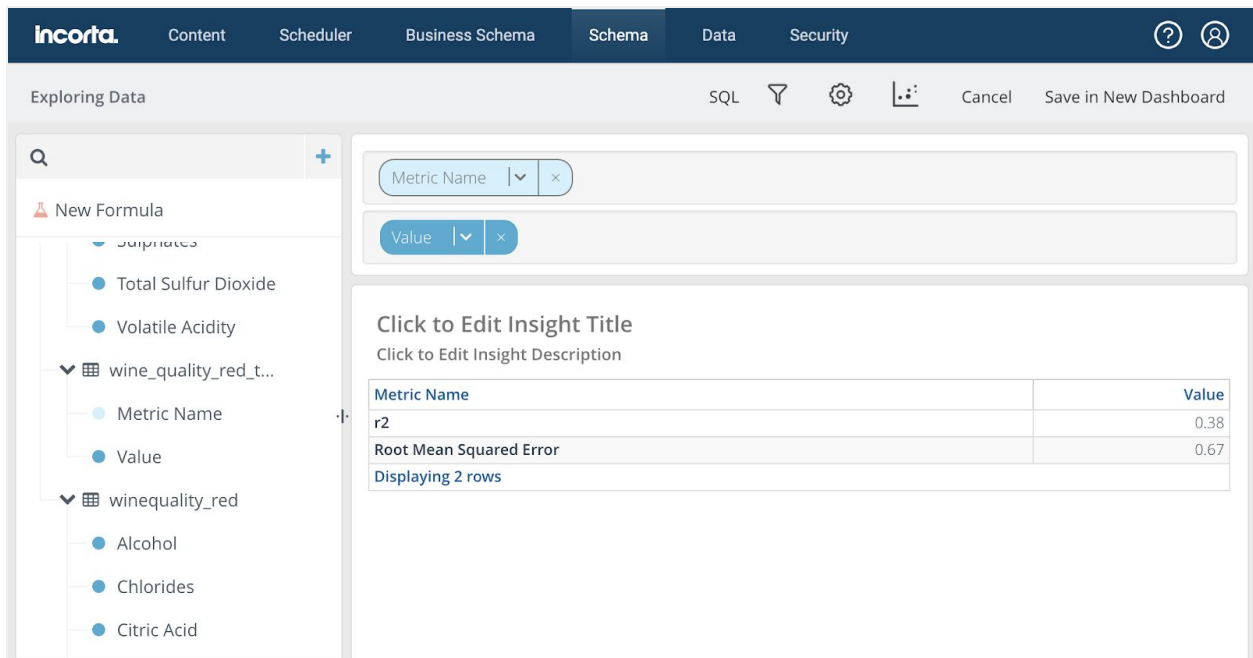 incorta. Content Scheduler Business Schema Schema Data Security
Exploring Data SQL Cancel Save in New Dashboard
New Formula
Sulphates
Total Sulfur Dioxide
Volatile Acidity
wine_quality_red_t...
Metric Name
Value
winequality_red
Alcohol
Chlorides
Citric Acid
Metric Name
Value
Click to Edit Insight Title
Click to Edit Insight Description
Metric Name Value
r2 0.38
Root Mean Squared Error 0.67
Displaying 2 rows